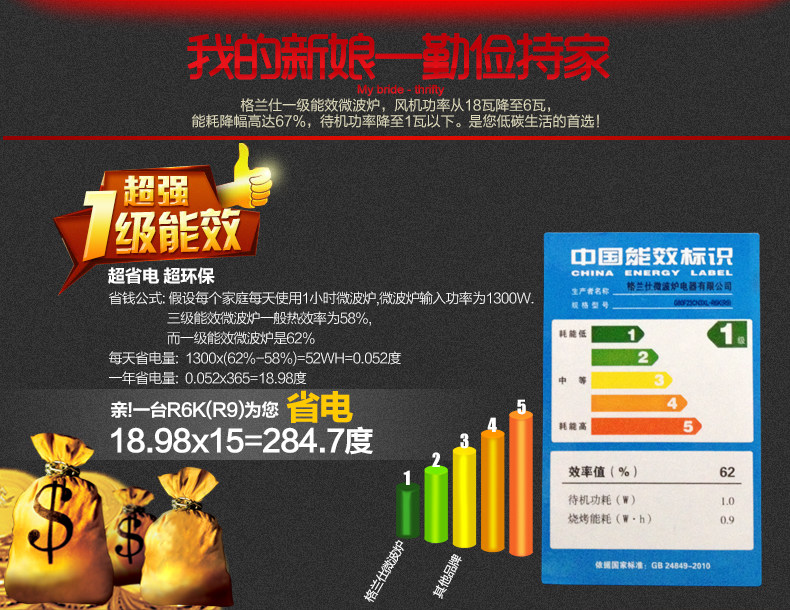 我的新娘—勤俭持家
My bride - thrifty
格兰仕一级能效微波炉，风机功率从18瓦降至6瓦，
能耗降幅高达67%，待机功率降至1瓦以下。是您低碳生活的首选！
超强
1级能效
超省电 超环保
省钱公式: 假设每个家庭每天使用1小时微波炉,微波炉输入功率为1300W.
三级能效微波炉一般热效率为58%,
而一级能效微波炉是62%
每天省电量: 1300x(62%-58%)=52WH=0.052度
一年省电量: 0.052x365=18.98度
亲!一台R6K(R9)为您 省电
18.98x15=284.7度
$
$
1
2
3
4
5
格兰仕微波炉
其他品牌
中国能效标识
CHINA ENERGY LABEL
生产者名称 格兰仕微波炉电器有限公司
规格型号
耗能低 1 1级
2
中 等 3
4
耗能高 5
效率值（%） 62
待机功耗（W） 1.0
烧烤能耗（W·h） 0.9
依据国家标准：GB 24849-2010